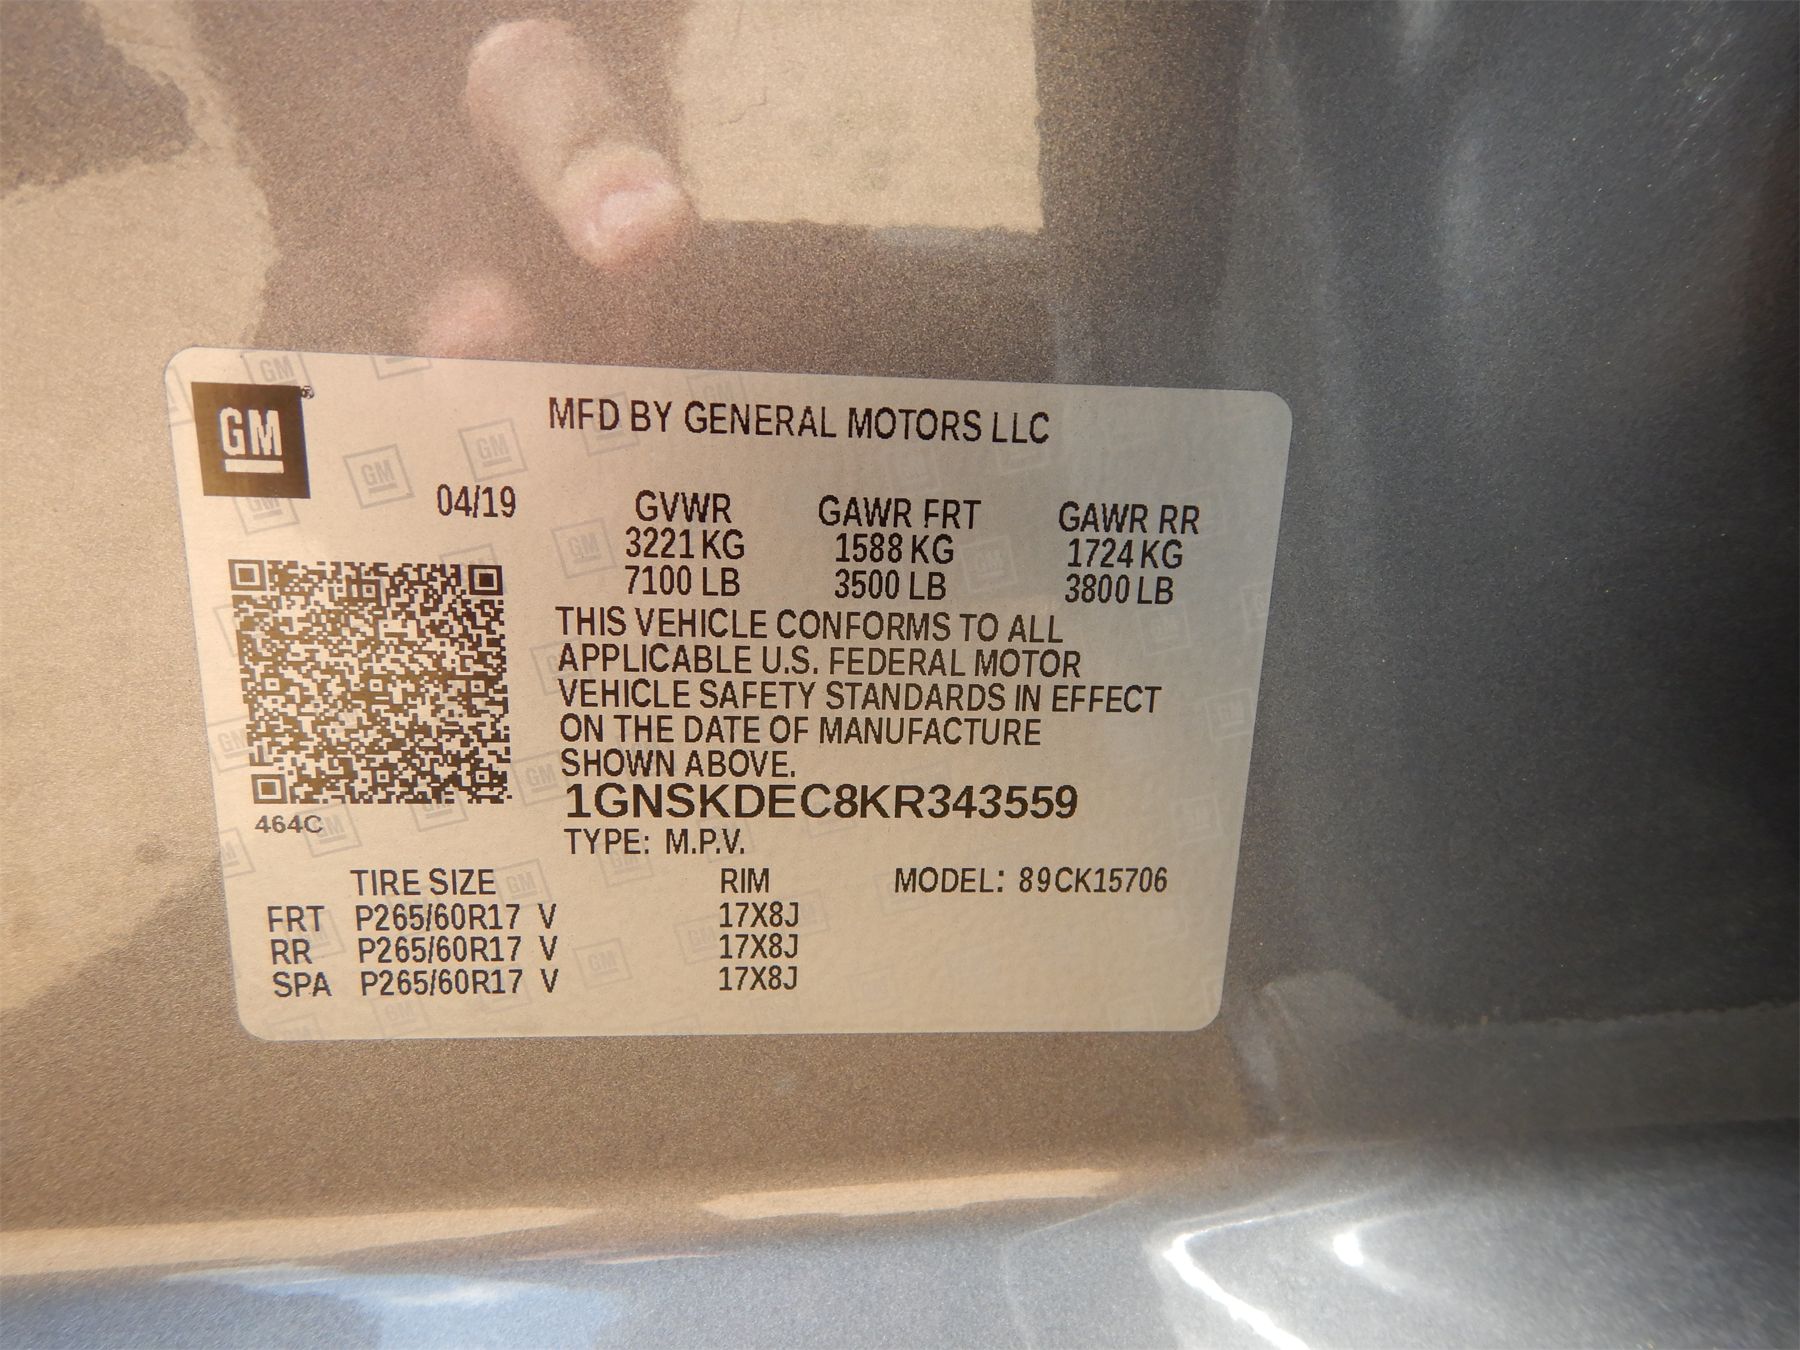 GM
MFD BY GENERAL MOTORS LLC
04/19 GVWR GAWR FRT GAWR RR
3221 KG 1588 KG 1724 KG
7100 LB 3500 LB 3800 LB
THIS VEHICLE CONFORMS TO ALL
APPLICABLE U.S. FEDERAL MOTOR
VEHICLE SAFETY STANDARDS IN EFFECT
ON THE DATE OF MANUFACTURE
SHOWN ABOVE.
1GNSKDEC8KR343559
464C
TYPE: M.P.V.
TIRE SIZE RIM MODEL: 89CK15706
FRT P265/60R17 V 17X8J
RR P265/60R17 V 17X8J
SPA P265/60R17 V 17X8J